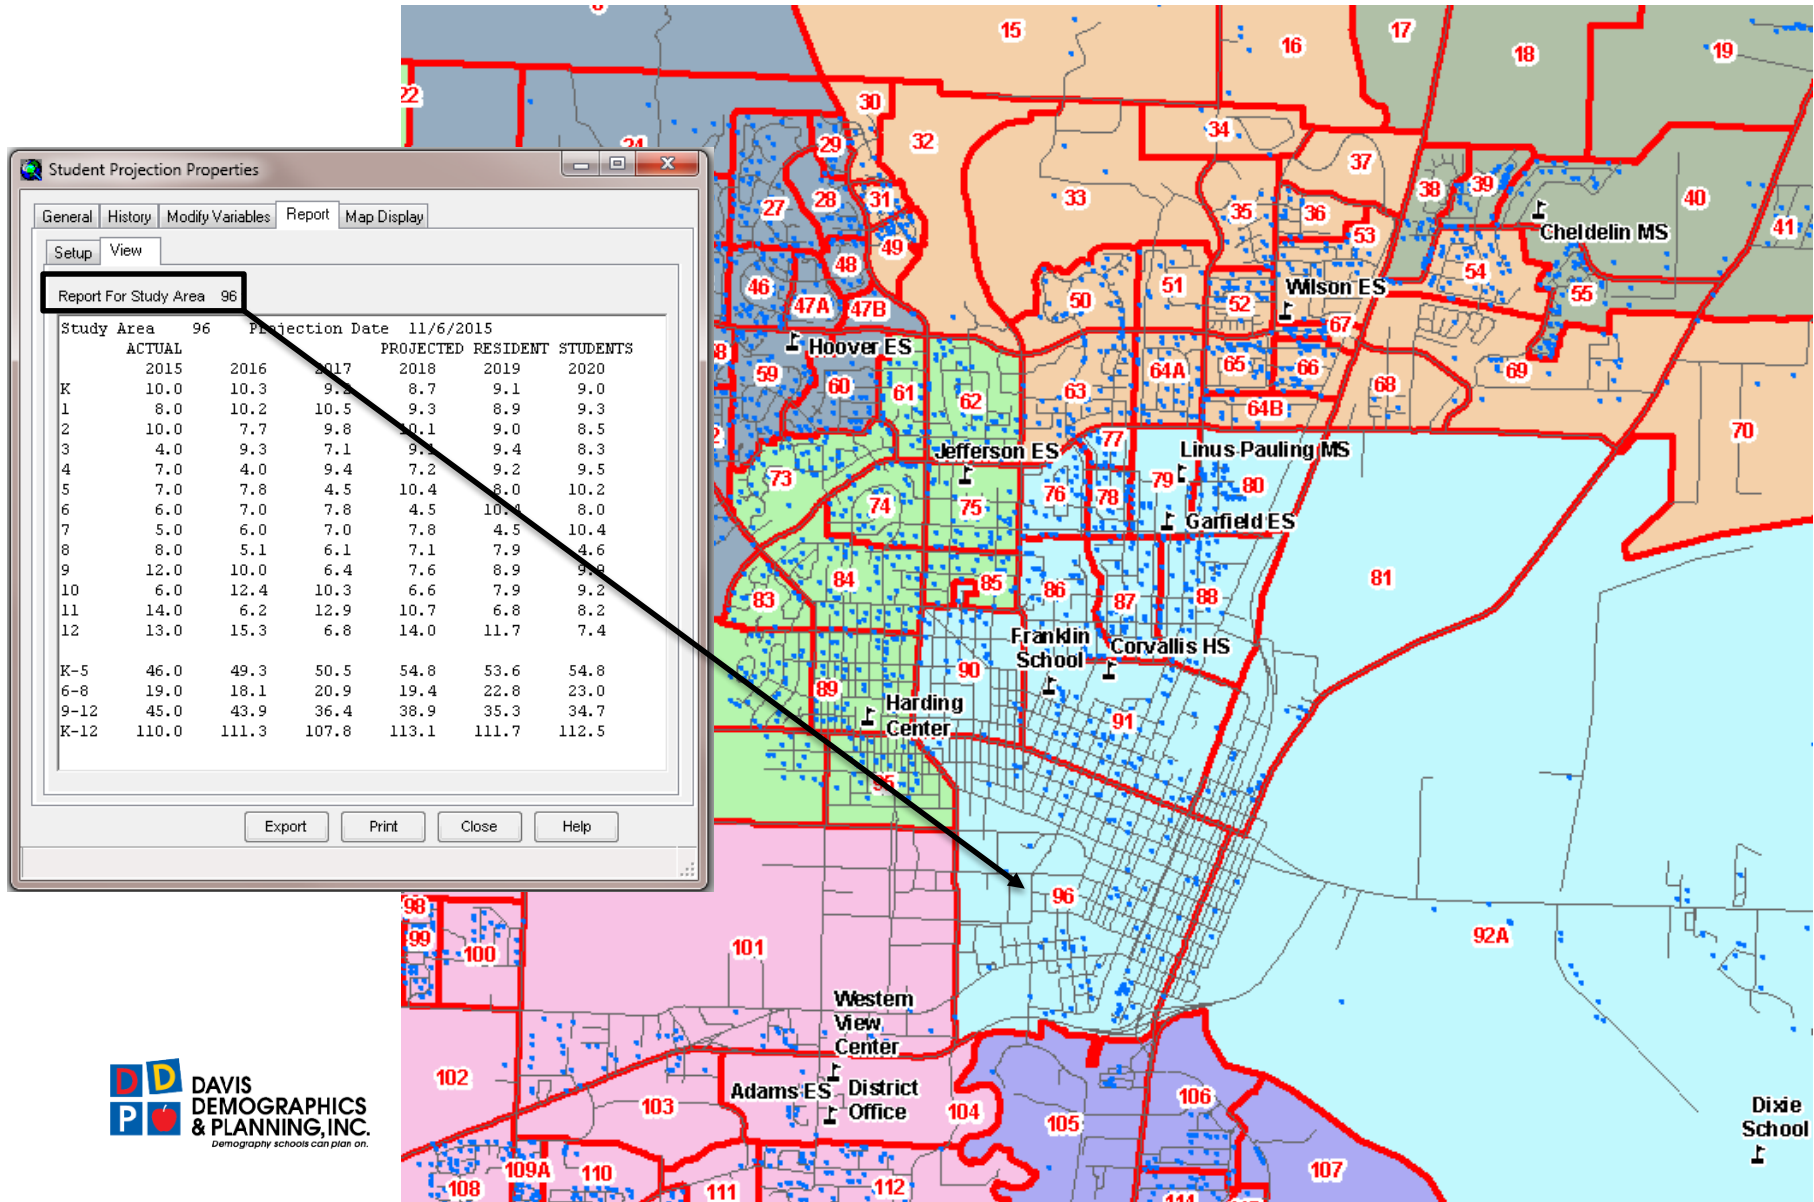 Student Projection Properties
General History Modify Variables Report Map Display
Setup View
Report For Study Area 96
Study Area 96 Projection Date 11/6/2015
ACTUAL PROJECTED RESIDENT STUDENTS
2015 2016 2017 2018 2019 2020
K 10.0 10.3 9.2 8.7 9.1 9.0
1 8.0 10.2 10.5 9.3 8.9 9.3
2 10.0 7.7 9.8 10.1 9.0 8.5
3 4.0 9.3 7.1 9.4 8.3
4 7.0 4.0 9.4 7.2 9.2 9.5
5 7.0 7.8 4.5 10.4 8.0 10.2
6 6.0 7.0 7.8 4.5 10.4 8.0
7 5.0 6.0 7.0 7.8 4.5 10.4
8 8.0 5.1 6.1 7.1 7.9 4.6
9 12.0 10.0 6.4 7.6 8.9 9.9
10 6.0 12.4 10.3 6.6 7.9 9.2
11 14.0 6.2 12.9 10.7 6.8 8.2
12 13.0 15.3 6.8 14.0 11.7 7.4
K-5 46.0 49.3 50.5 54.8 53.6 54.8
6-8 19.0 18.1 20.9 19.4 22.8 23.0
9-12 45.0 43.9 36.4 38.9 35.3 34.7
K-12 110.0 111.3 107.8 113.1 111.7 112.5
Export Print Close Help
15
16
17
18
19
22
24
29
30
32
34
37
27
28
31
33
35
36
38
39
40
41
Cheldelin MS
49
53
48
54
55
46
47A
47B
50
51
52
Wilson ES
67
Hoover ES
59
60
61
62
63
64A
65
66
64B
68
69
70
77
Jefferson ES
Linus Pauling MS
73
74
75
76
78
79
80
Garfield ES
81
83
84
85
86
87
88
Franklin
School
Corvallis HS
89
90
91
Harding
Center
95
96
92A
98
99
100
101
Western
View
Center
102
103
Adams ES
District
Office
104
105
106
107
Dixie
School
108
109A
110
111
112
114
DDP
DAVIS
DEMOGRAPHICS
& PLANNING, INC.
Demography schools can plan on.